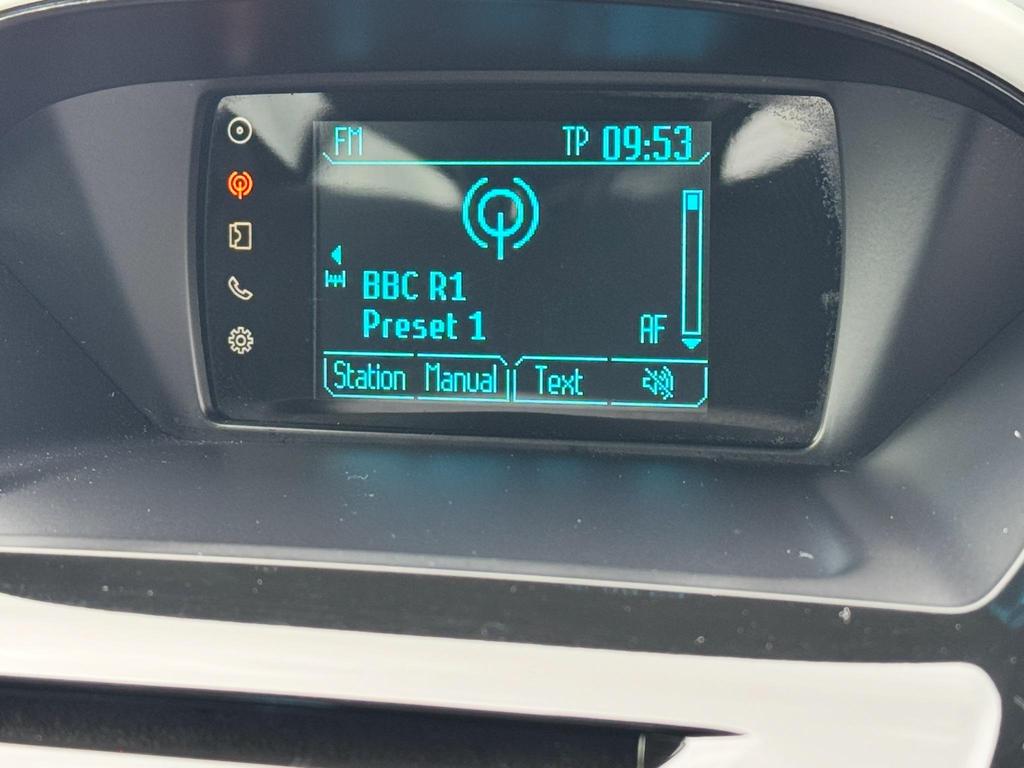 FM TP 09:53
BBC R1
Preset 1 AF
Station Manual Text